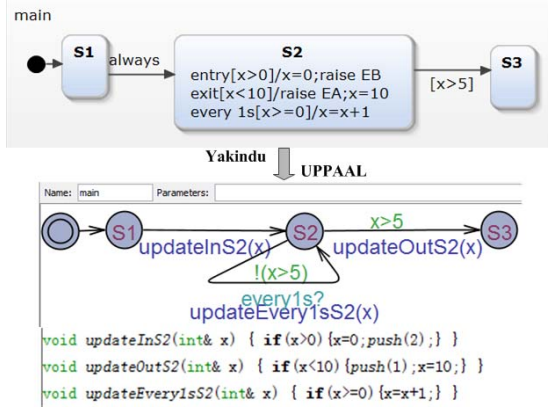 main
S1
always
S2
entry[x>0]/x=0;raise EB
exit[x<10]/raise EA;x=10
every 1s[x>=0]/x=x+1
[x>5]
S3
Yakindu
UPPAAL
Name: main Parameters:
S1
updateInS2(x)
S2
x>5
updateOutS2(x)
S3
!(x>5)
every1s?
updateEvery1sS2(x)
void updateInS2(int& x) { if(x>0){x=0;push(2);} }
void updateOutS2(int& x) { if(x<10){push(1);x=10;} }
void updateEvery1sS2(int& x) { if(x>=0){x=x+1;} }